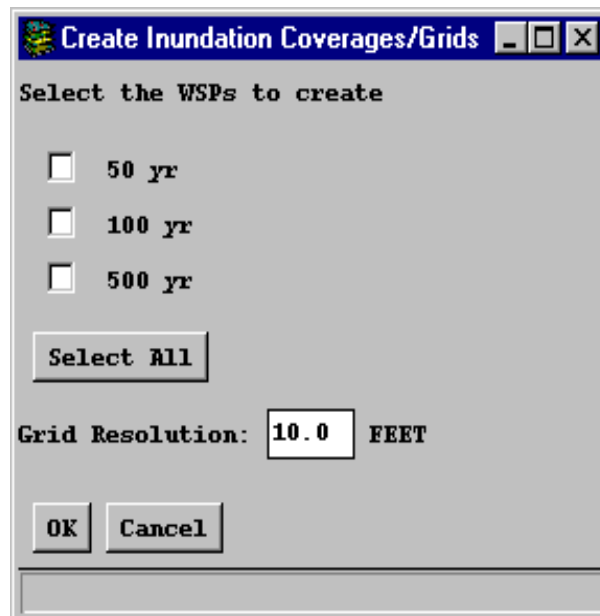 Create Inundation Coverages/Grids
Select the WSPs to create
50 yr
100 yr
500 yr
Select All
Grid Resolution: 10.0 FEET
OK Cancel